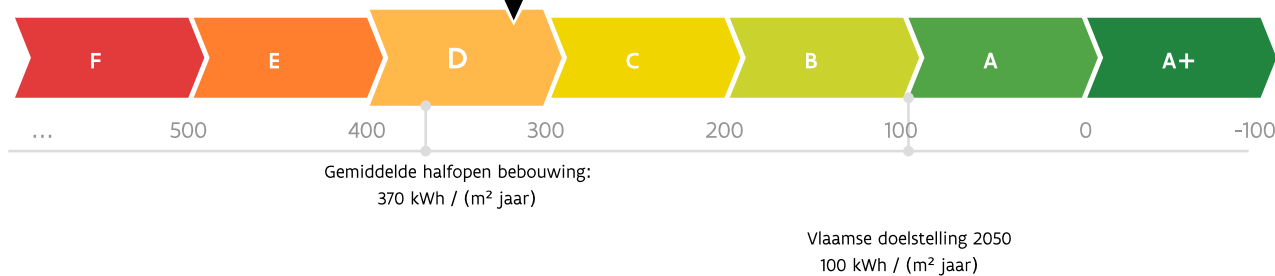 F E D C B A A+
... 500 400 300 200 100 0 -100
Gemiddelde halfopen bebouwing:
370 kWh / (m² jaar)
Vlaamse doelstelling 2050
100 kWh / (m² jaar)